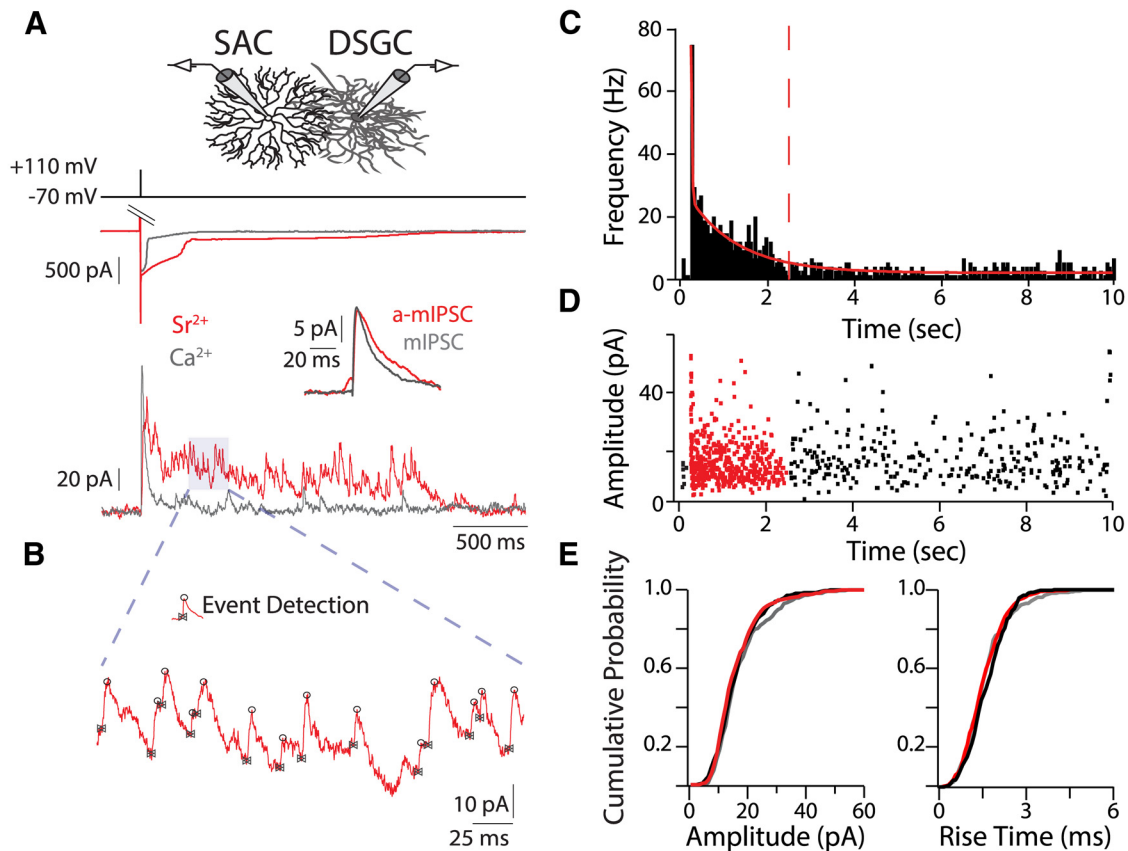 A
SAC
DSGC
+110 mV
-70 mV
500 pA
Sr2+
Ca2+
5 pA
20 ms
a-mIPSC
mIPSC
20 pA
500 ms
B
Event Detection
10 pA
25 ms
C
Frequency (Hz)
80
60
40
20
0
0 2 4 6 8 10
Time (sec)
D
Amplitude (pA)
40
0
0 2 4 6 8 10
Time (sec)
E
Cumulative Probability
1.0
0.6
0.2
0 20 40 60
Amplitude (pA)
1.0
0.6
0.2
0 3 6
Rise Time (ms)